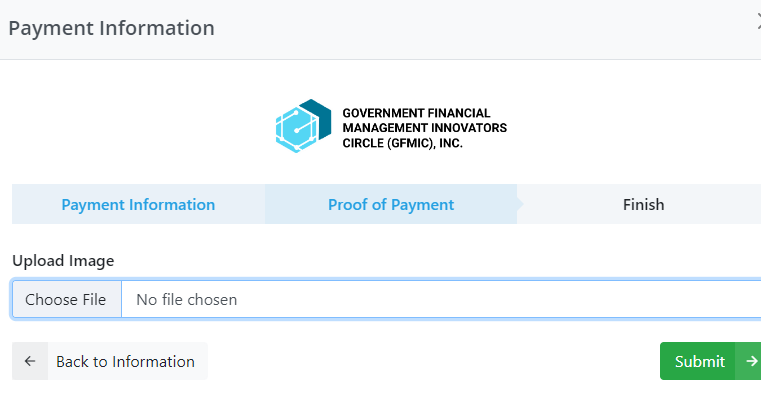 Payment Information
GOVERNMENT FINANCIAL
MANAGEMENT INNOVATORS
CIRCLE (GFMIC), INC.
Payment Information
Proof of Payment
Finish
Upload Image
Choose File
No file chosen
Back to Information
Submit